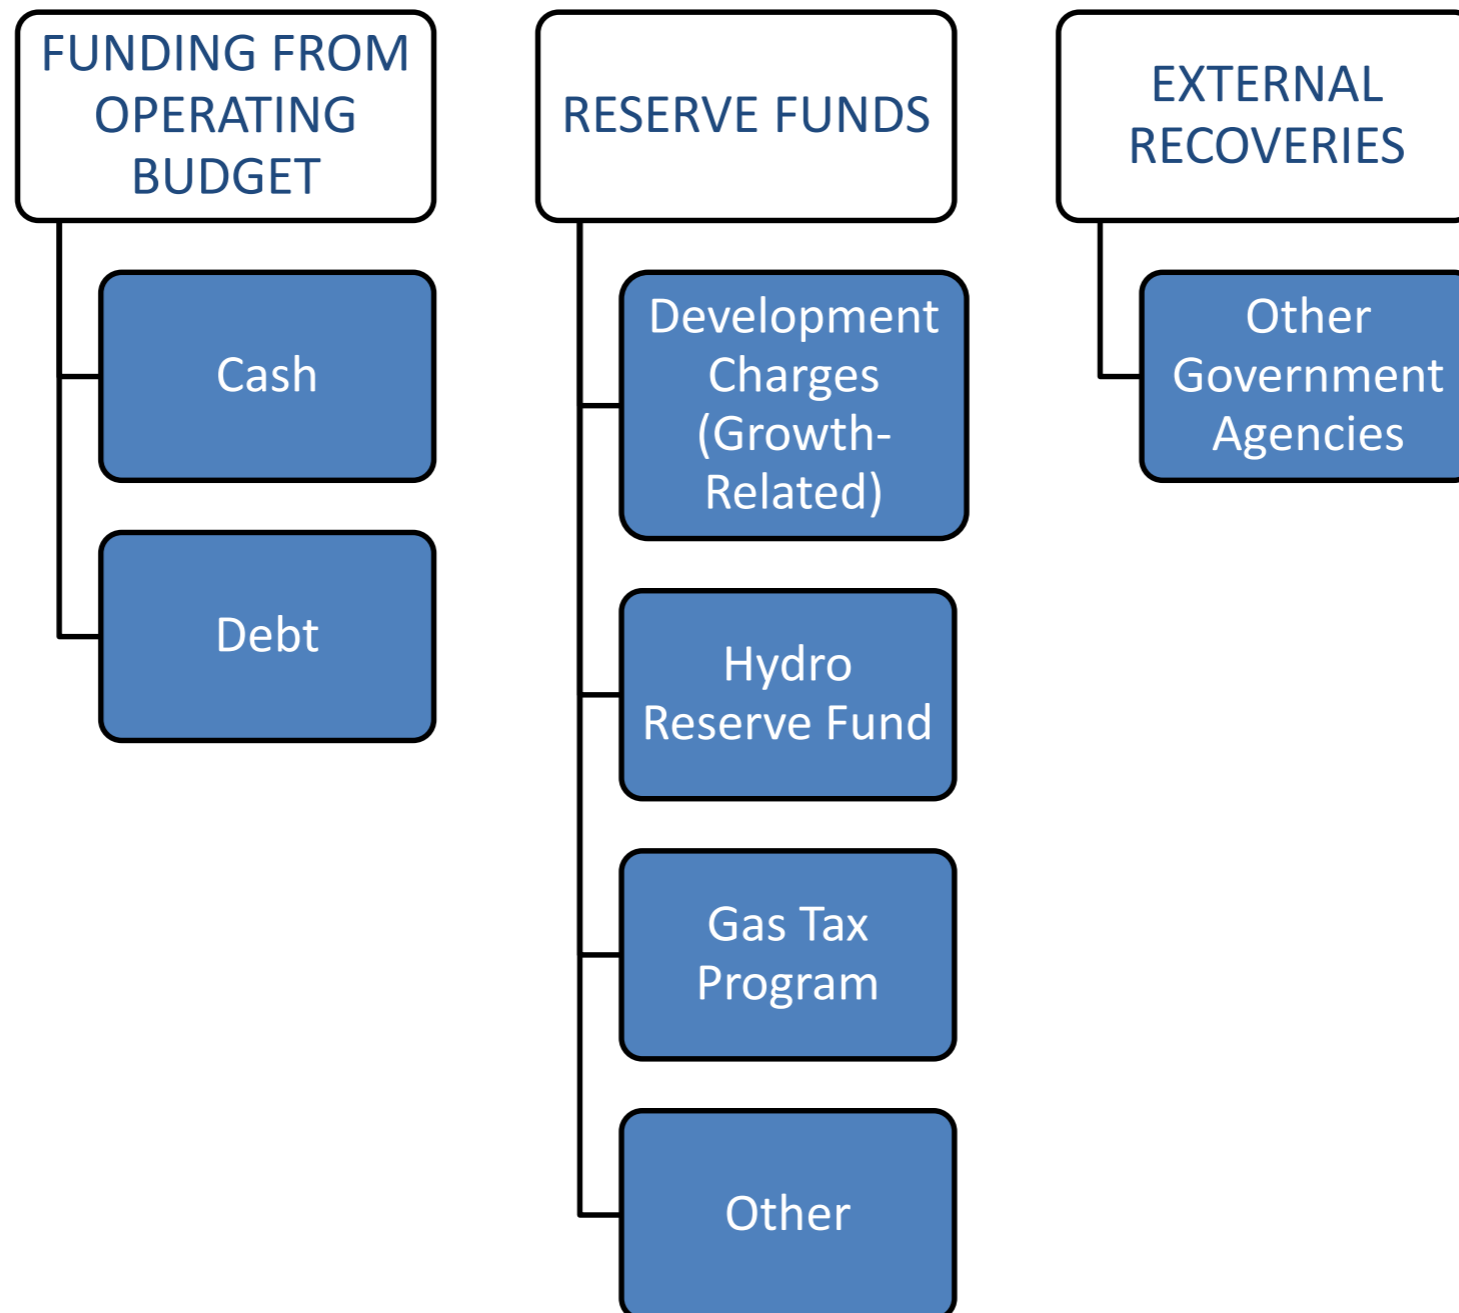 FUNDING FROM
OPERATING
BUDGET
Cash
Debt
RESERVE FUNDS
Development
Charges
(Growth-
Related)
Hydro
Reserve Fund
Gas Tax
Program
Other
EXTERNAL
RECOVERIES
Other
Government
Agencies